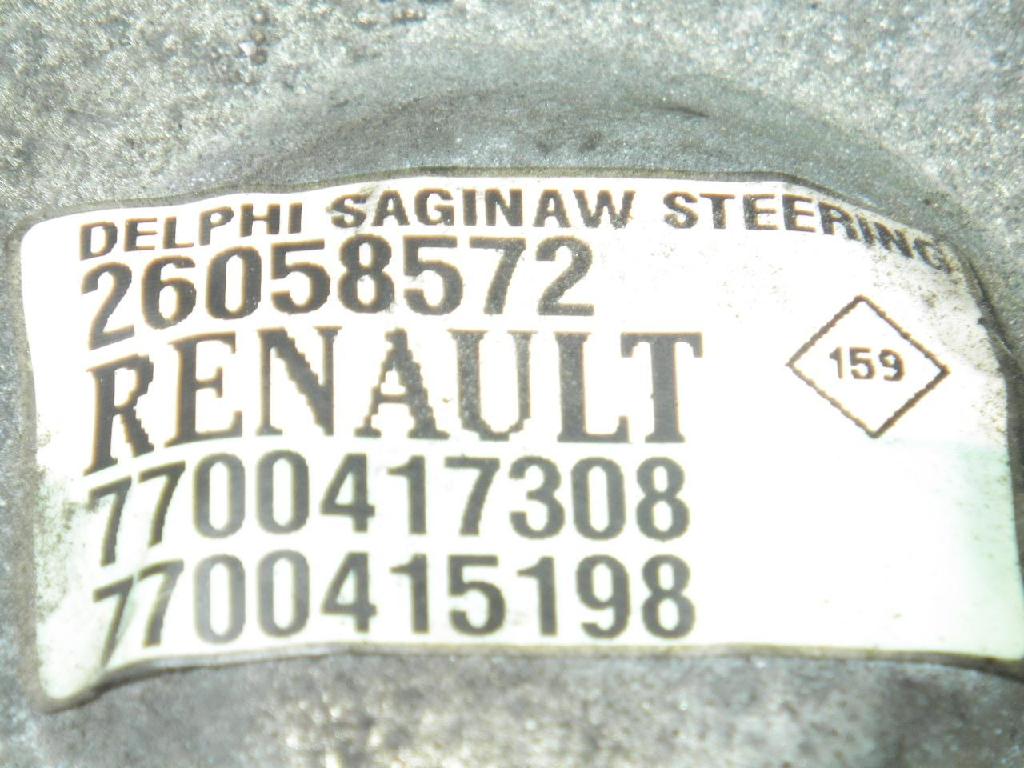 DELPHI SAGINAW STEERING
26058572
159
RENAULT
7700417308
7700415198